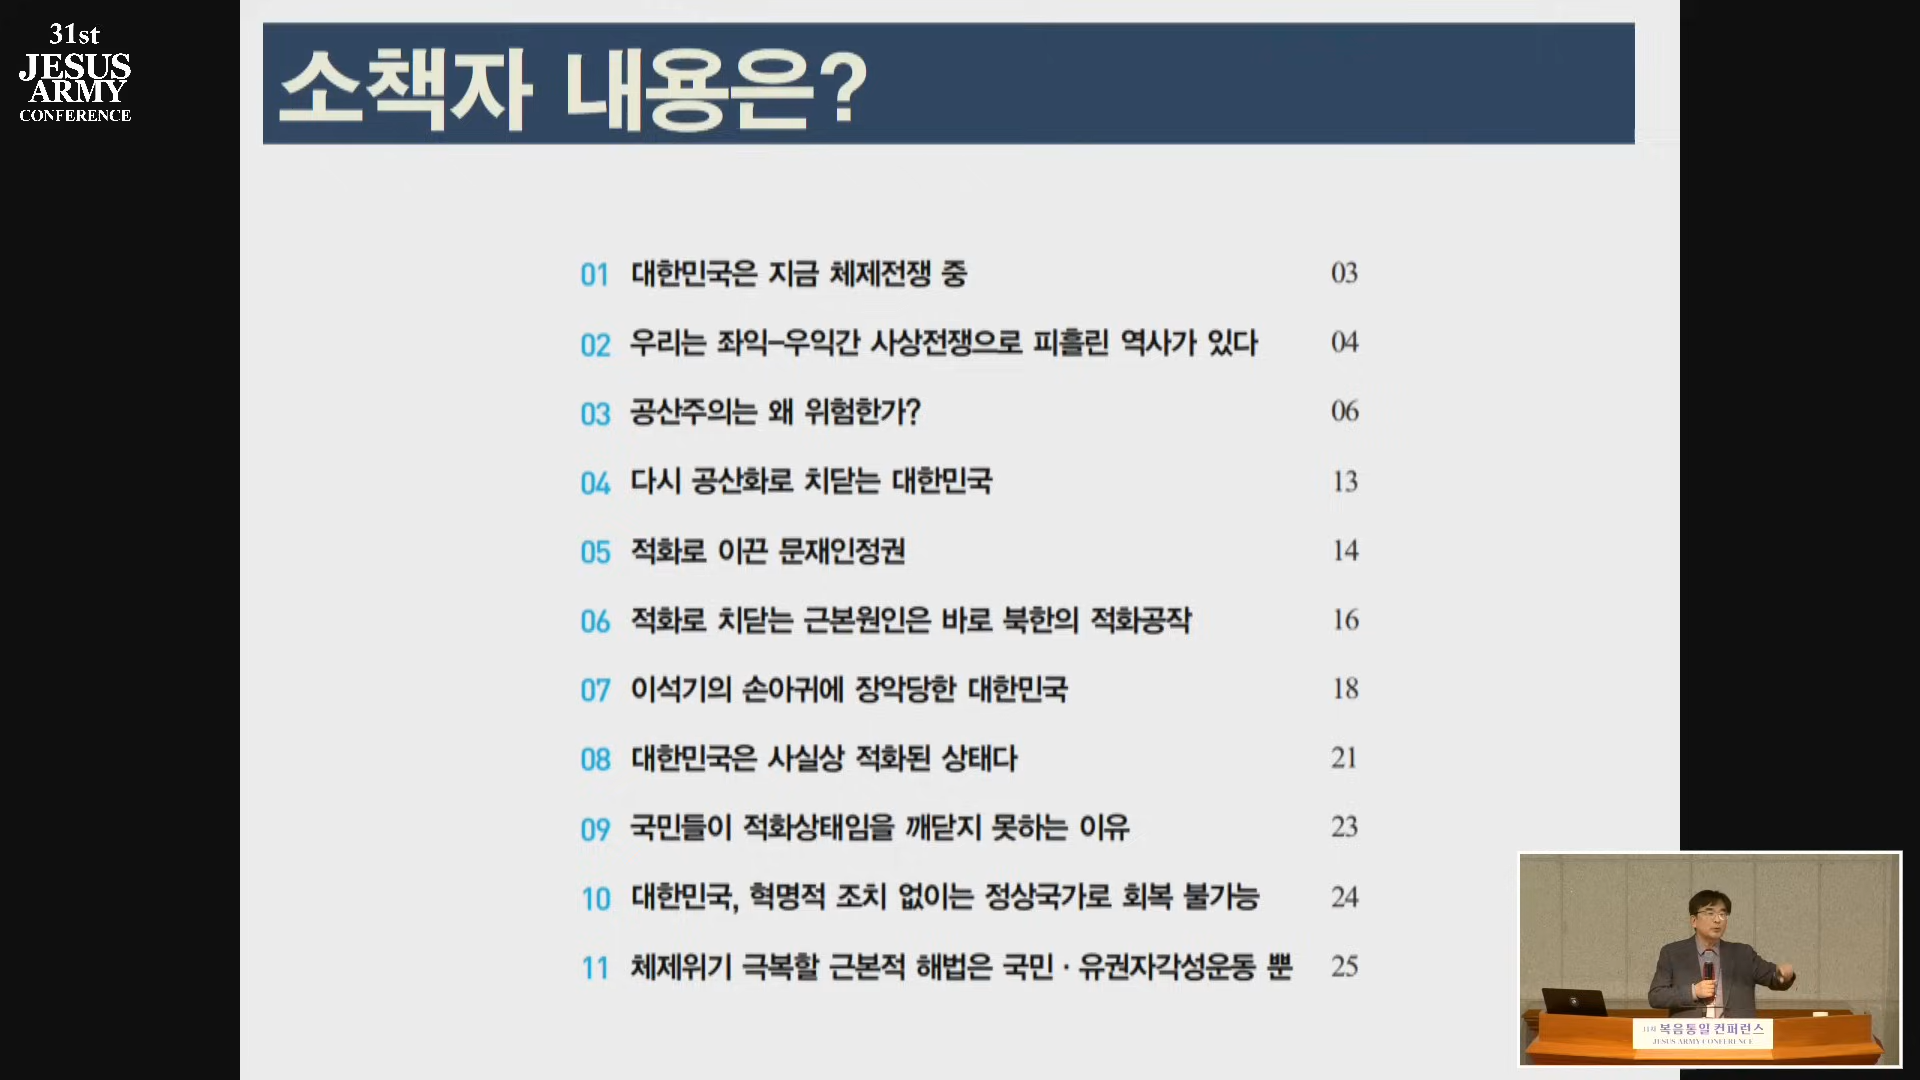 31st
JESUS
ARMY
CONFERENCE
소책자 내용은?
01 대한민국은 지금 체제전쟁 중 03
02 우리는 좌익-우익간 사상전쟁으로 피흘린 역사가 있다 04
03 공산주의는 왜 위험한가? 06
04 다시 공산화로 치닫는 대한민국 13
05 적화로 이끈 문재인정권 14
06 적화로 치닫는 근본원인은 바로 북한의 적화공작 16
07 이석기의 손아귀에 장악당한 대한민국 18
08 대한민국은 사실상 적화된 상태다 21
09 국민들이 적화상태임을 깨닫지 못하는 이유 23
10 대한민국, 혁명적 조치 없이는 정상국가로 회복 불가능 24
11 체제위기 극복할 근본적 해법은 국민·유권자각성운동 뿐 25
복음통일 컨퍼런스
JESUS ARMY CONFERENCE